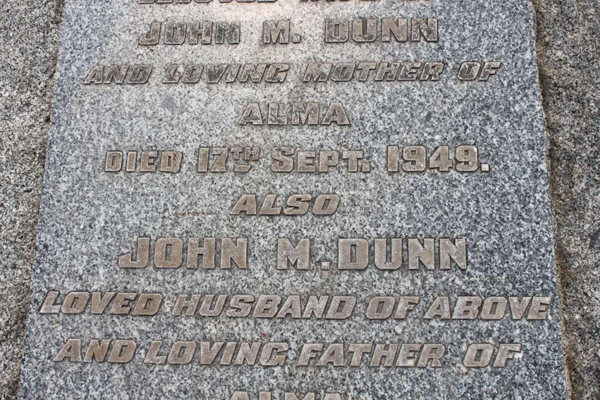 JOHN M. DUNN
AND LOVING MOTHER OF
ALMA
DIED 17TH SEPT. 1949.
ALSO
JOHN M. DUNN
LOVED HUSBAND OF ABOVE
AND LOVING FATHER OF
ALMA